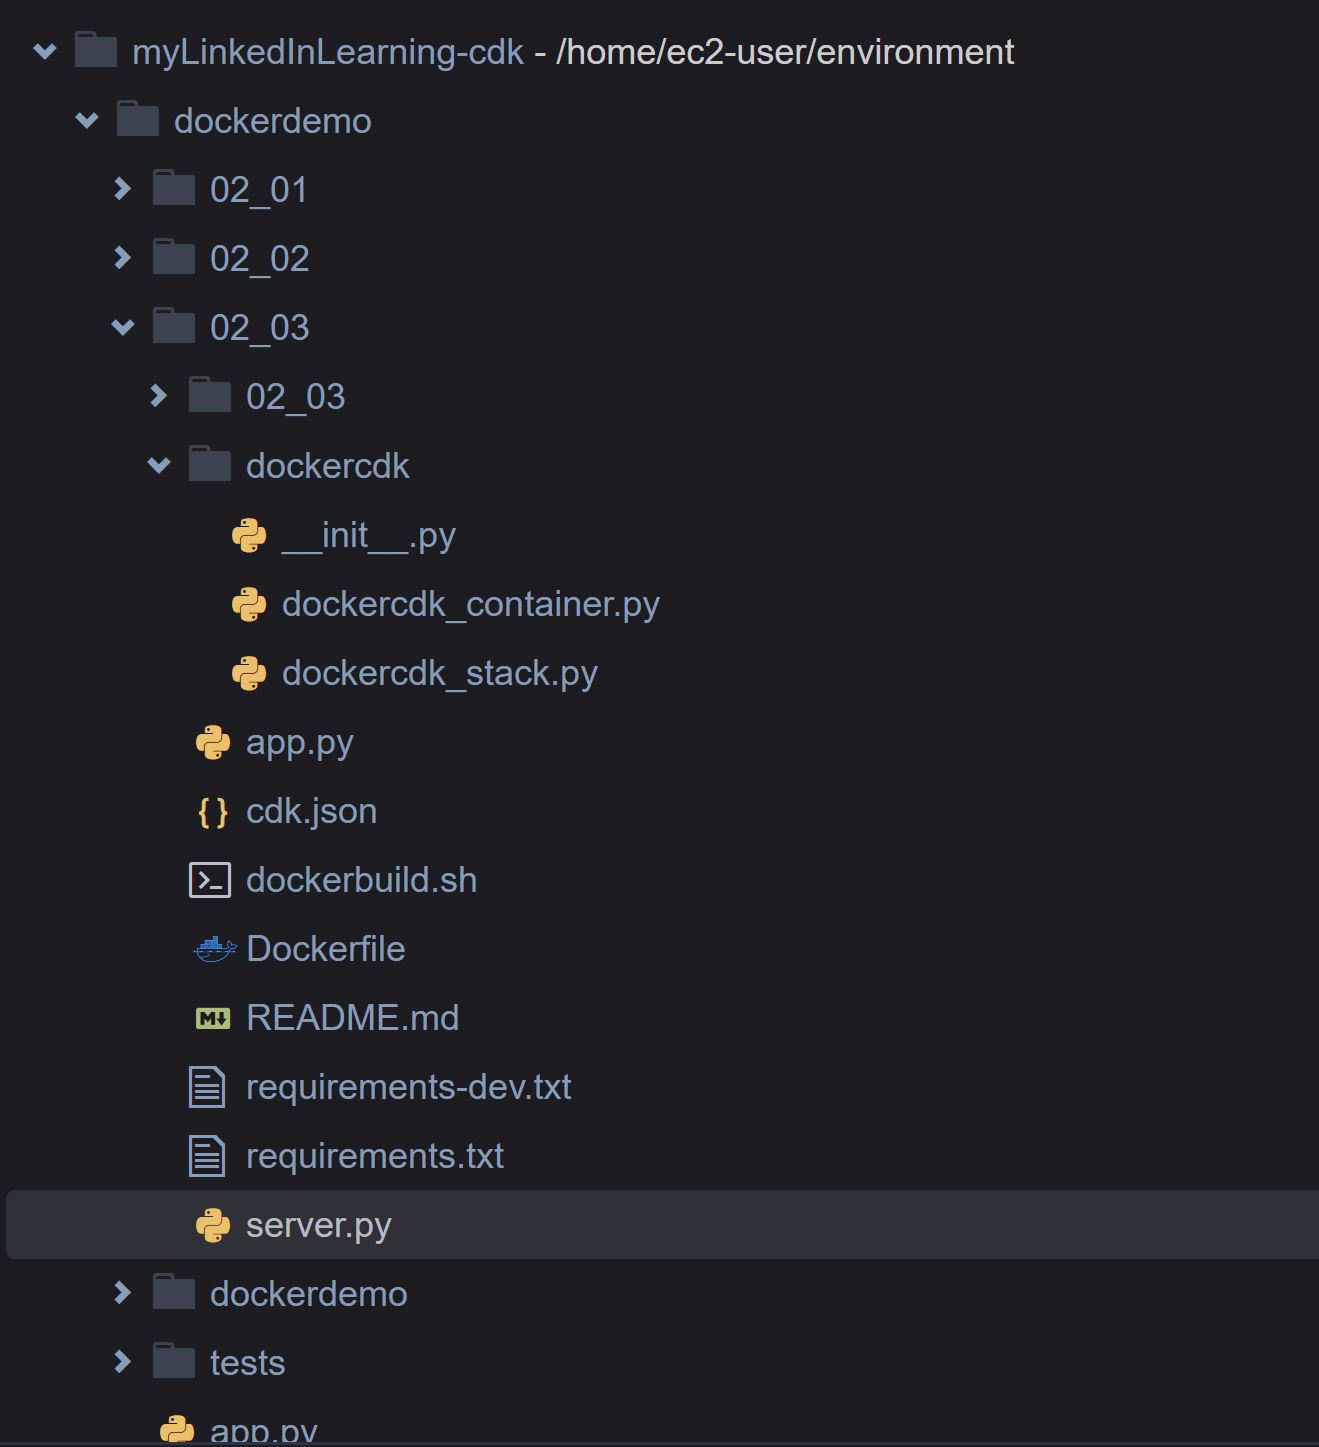 myLinkedInLearning-cdk - /home/ec2-user/environment
dockerdemo
02_01
02_02
02_03
02_03
dockercdk
__init__.py
dockercdk_container.py
dockercdk_stack.py
app.py
{ } cdk.json
dockerbuild.sh
Dockerfile
M README.md
requirements-dev.txt
requirements.txt
server.py
dockerdemo
tests
app.py